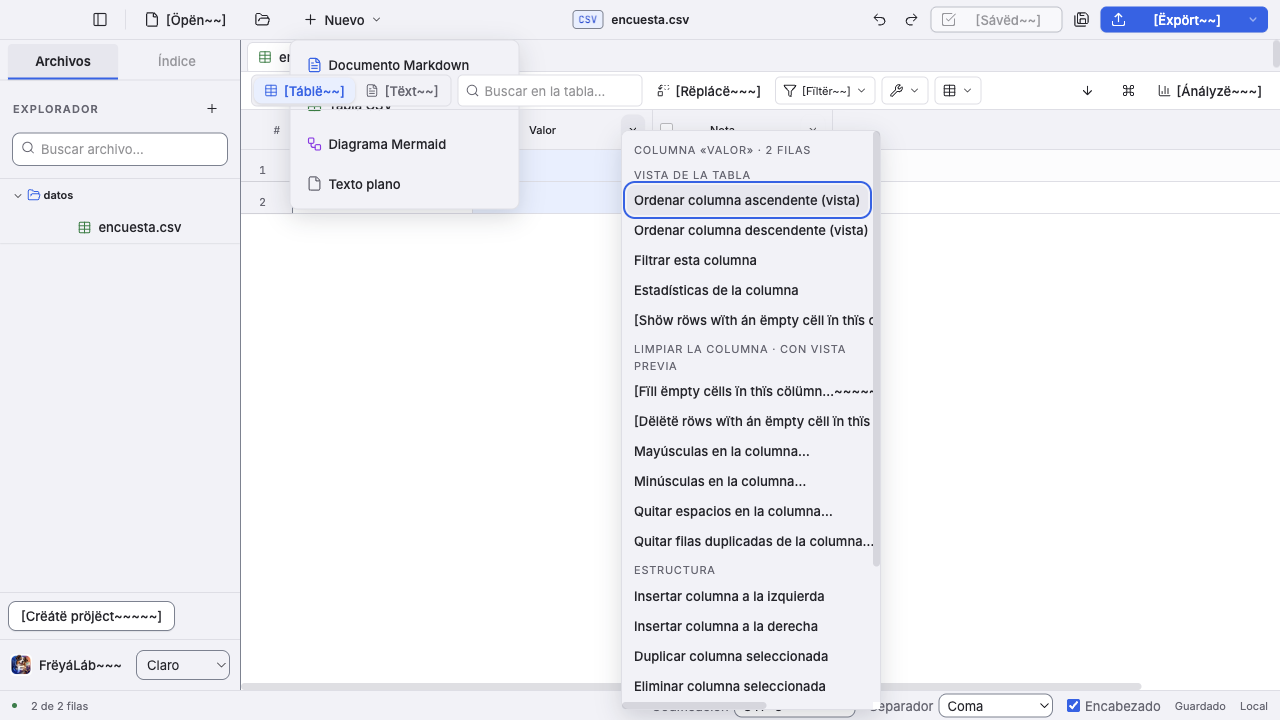 [Öpën~~]
Nuevo
CSV encuesta.csv
[Sávëd~~]
[Ëxpört~~]
Archivos
Índice
EXPLORADOR
Buscar archivo...
datos
encuesta.csv
[Crëátë pröjëct~~~~~]
FrëyáLáb~~~
Claro
Documento Markdown
Diagrama Mermaid
Texto plano
[Táblë~~]
[Tëxt~~]
Buscar en la tabla...
[Rëplácë~~~]
[Fïltër~~]
[Ánályzë~~~]
#
Valor
Nota
1
2
COLUMNA «VALOR» · 2 FILAS
VISTA DE LA TABLA
Ordenar columna ascendente (vista)
Ordenar columna descendente (vista)
Filtrar esta columna
Estadísticas de la columna
[Shöw röws wïth án ëmpty cëll ïn thïs
LIMPIAR LA COLUMNA · CON VISTA
PREVIA
[Fïll ëmpty cëlls ïn thïs cölümn...~~~~~
[Dëlëtë röws wïth án ëmpty cëll ïn thïs
Mayúsculas en la columna...
Minúsculas en la columna...
Quitar espacios en la columna...
Quitar filas duplicadas de la columna...
ESTRUCTURA
Insertar columna a la izquierda
Insertar columna a la derecha
Duplicar columna seleccionada
Eliminar columna seleccionada
2 de 2 filas
Coma
Encabezado
Guardado
Local